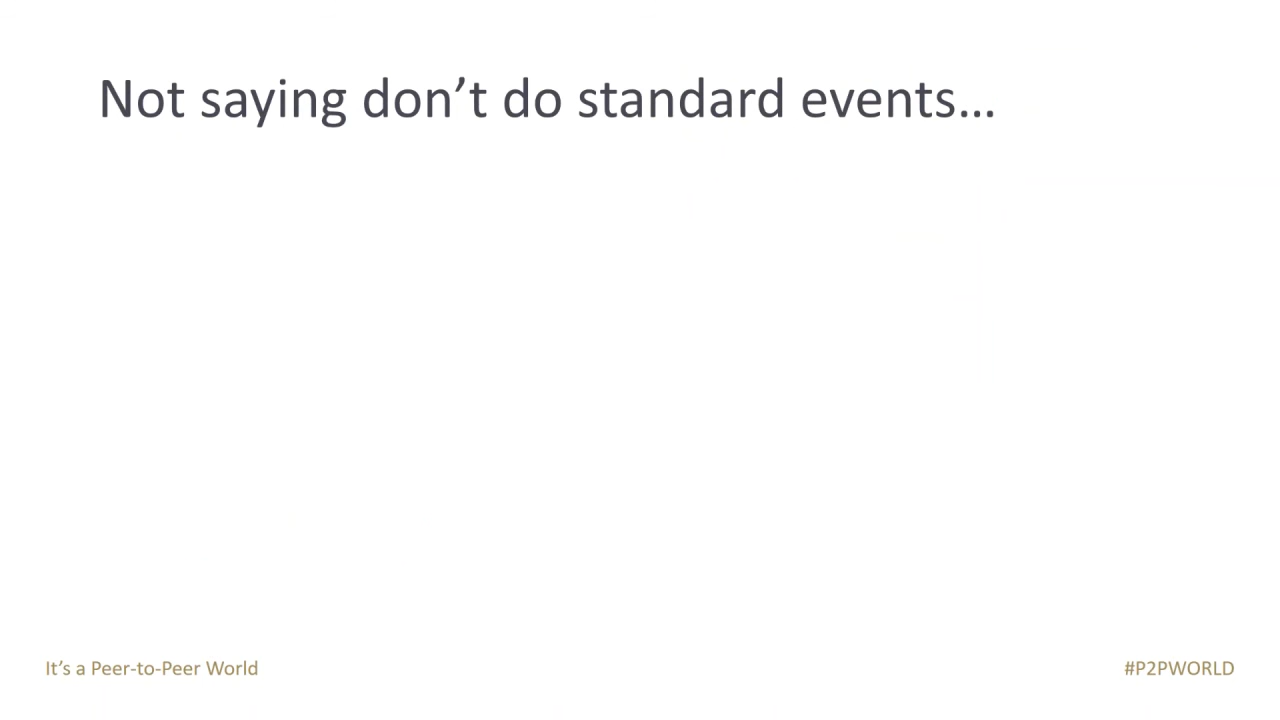 Not saying don’t do standard events…
It’s a Peer-to-Peer World
#P2PWORLD